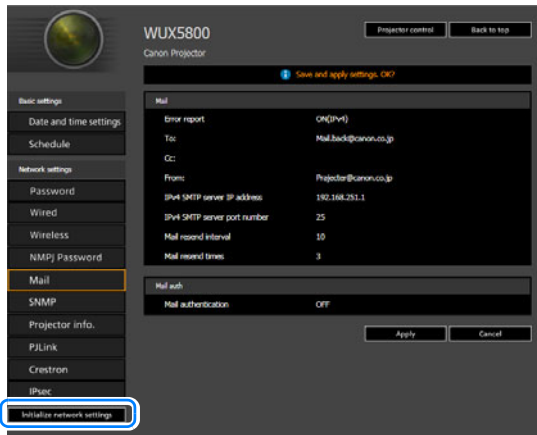 WUX5800
Canon Projector
Projector control
Back to top
Save and apply settings. OK?
Basic settings
Date and time settings
Schedule
Network settings
Password
Wired
Wireless
NMPJ Password
Mail
SNMP
Projector info.
PJLink
Crestron
IPsec
Initialize network settings
Mail
Error report ON(IPv4)
To: Mail.back@canon.co.jp
Cc:
From: Prajecter@canon.co.jp
IPv4 SMTP server IP address 192.168.251.1
IPv4 SMTP server port number 25
Mail resend interval 10
Mail resend times 3
Mail auth
Mail authentication OFF
Apply
Cancel